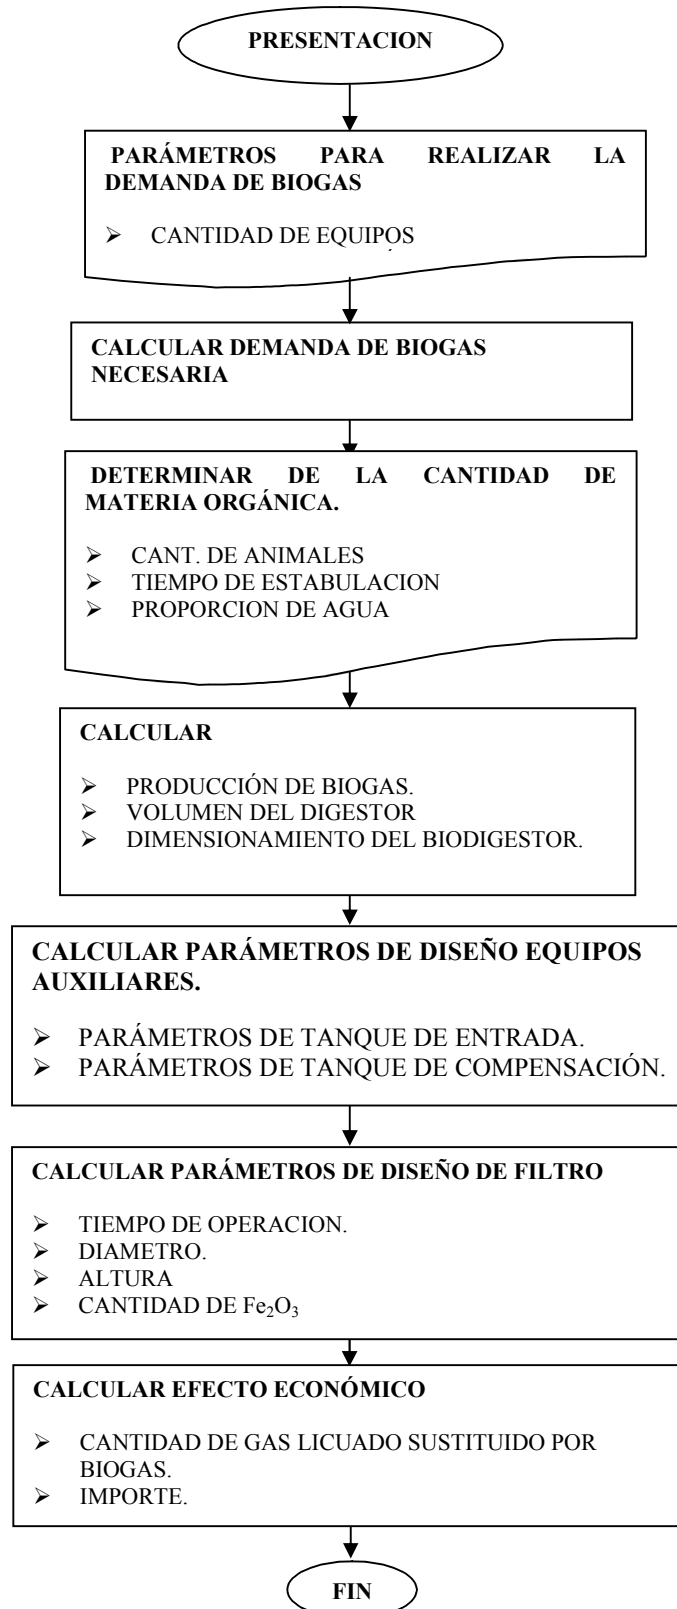 PRESENTACION
PARÁMETROS PARA REALIZAR LA
DEMANDA DE BIOGAS
➢ CANTIDAD DE EQUIPOS
CALCULAR DEMANDA DE BIOGAS
NECESARIA
DETERMINAR DE LA CANTIDAD DE
MATERIA ORGÁNICA.
➢ CANT. DE ANIMALES
➢ TIEMPO DE ESTABULACION
➢ PROPORCION DE AGUA
CALCULAR
➢ PRODUCCIÓN DE BIOGAS.
➢ VOLUMEN DEL DIGESTOR
➢ DIMENSIONAMIENTO DEL BIODIGESTOR.
CALCULAR PARÁMETROS DE DISEÑO EQUIPOS
AUXILIARES.
➢ PARÁMETROS DE TANQUE DE ENTRADA.
➢ PARÁMETROS DE TANQUE DE COMPENSACIÓN.
CALCULAR PARÁMETROS DE DISEÑO DE FILTRO
➢ TIEMPO DE OPERACION.
➢ DIAMETRO.
➢ ALTURA
➢ CANTIDAD DE Fe₂O₃
CALCULAR EFECTO ECONÓMICO
➢ CANTIDAD DE GAS LICUADO SUSTITUIDO POR
BIOGAS.
➢ IMPORTE.
FIN